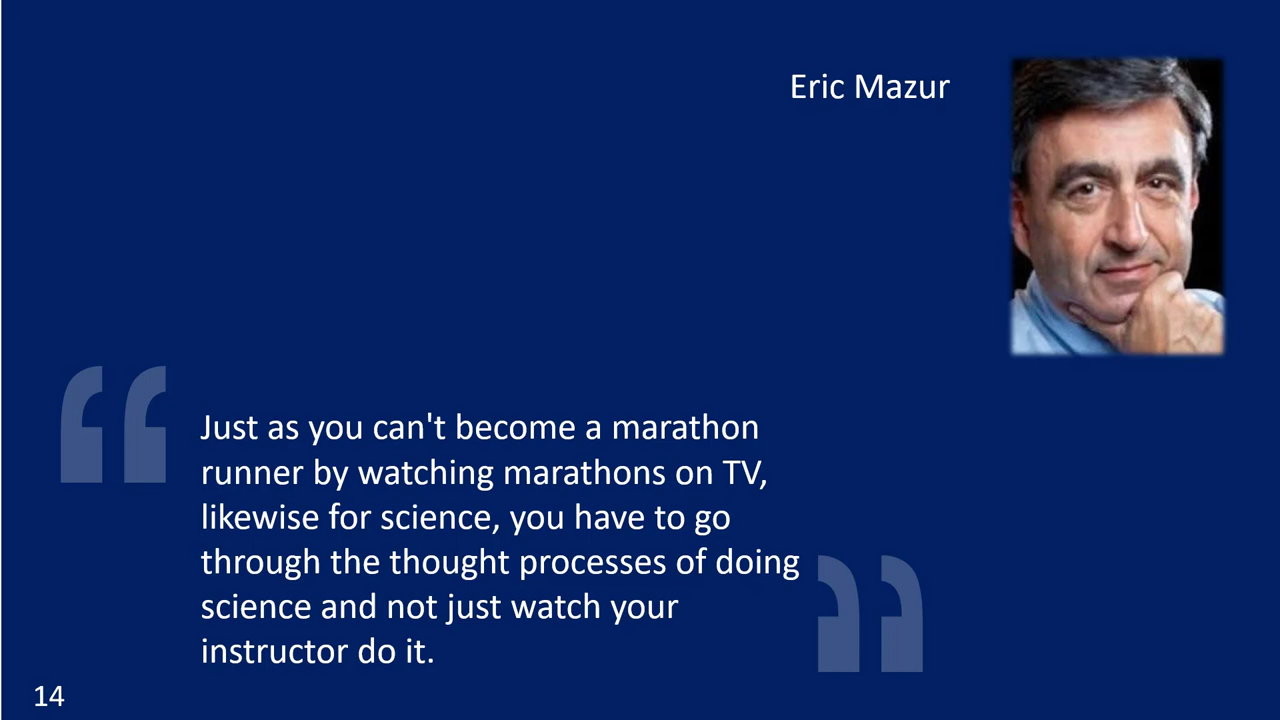 Eric Mazur
“
Just as you can't become a marathon
runner by watching marathons on TV,
likewise for science, you have to go
through the thought processes of doing
science and not just watch your
instructor do it.
”
14